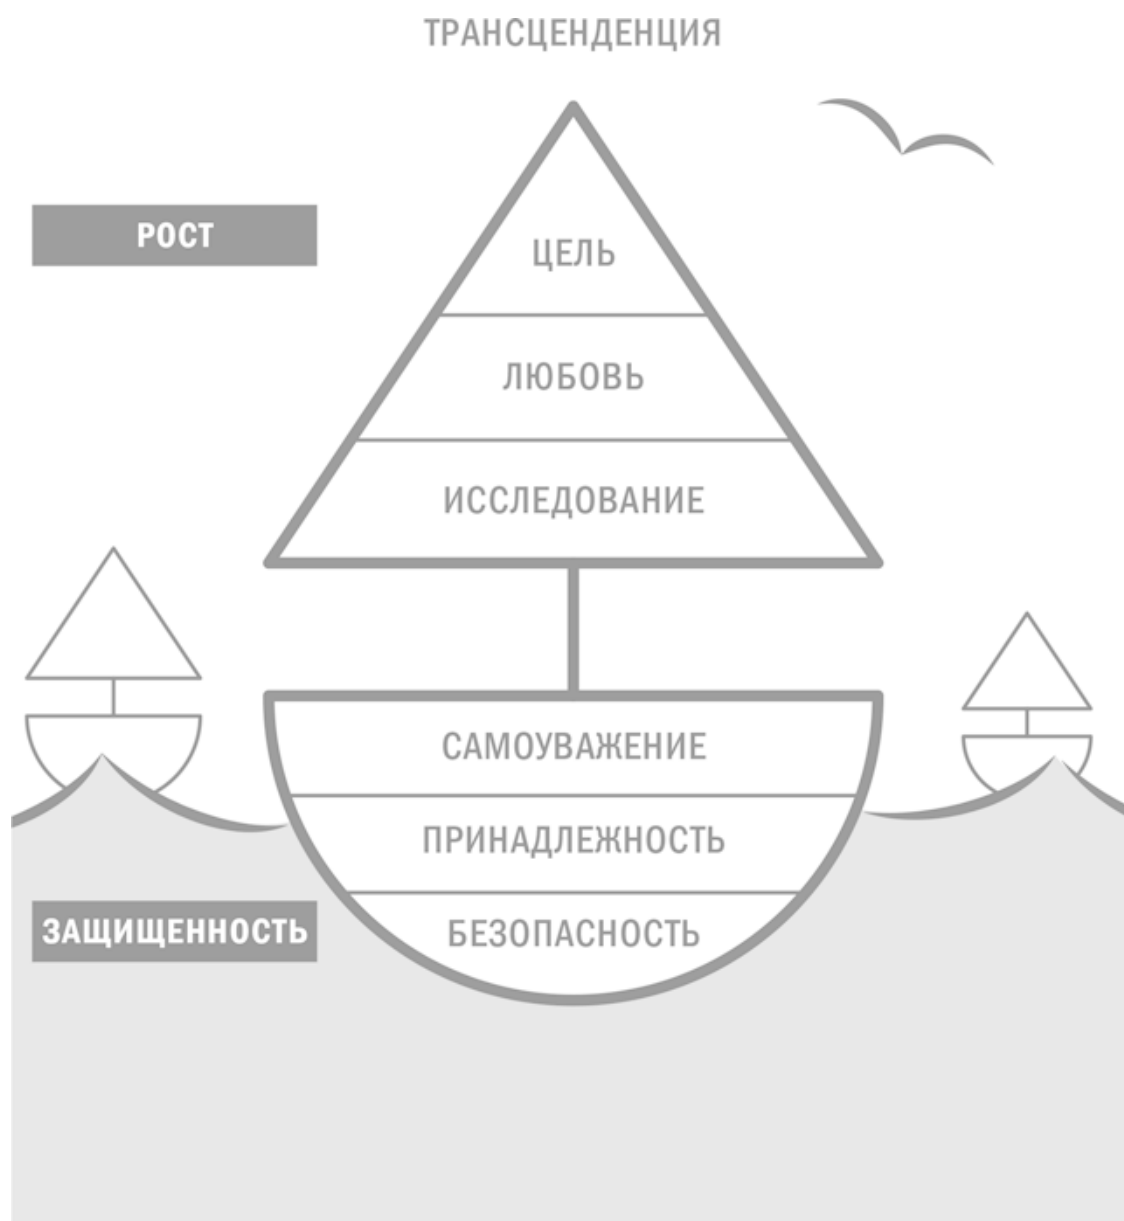 ТРАНСЦЕНДЕНЦИЯ
РОСТ
ЦЕЛЬ
ЛЮБОВЬ
ИССЛЕДОВАНИЕ
САМОУВАЖЕНИЕ
ПРИНАДЛЕЖНОСТЬ
ЗАЩИЩЕННОСТЬ
БЕЗОПАСНОСТЬ